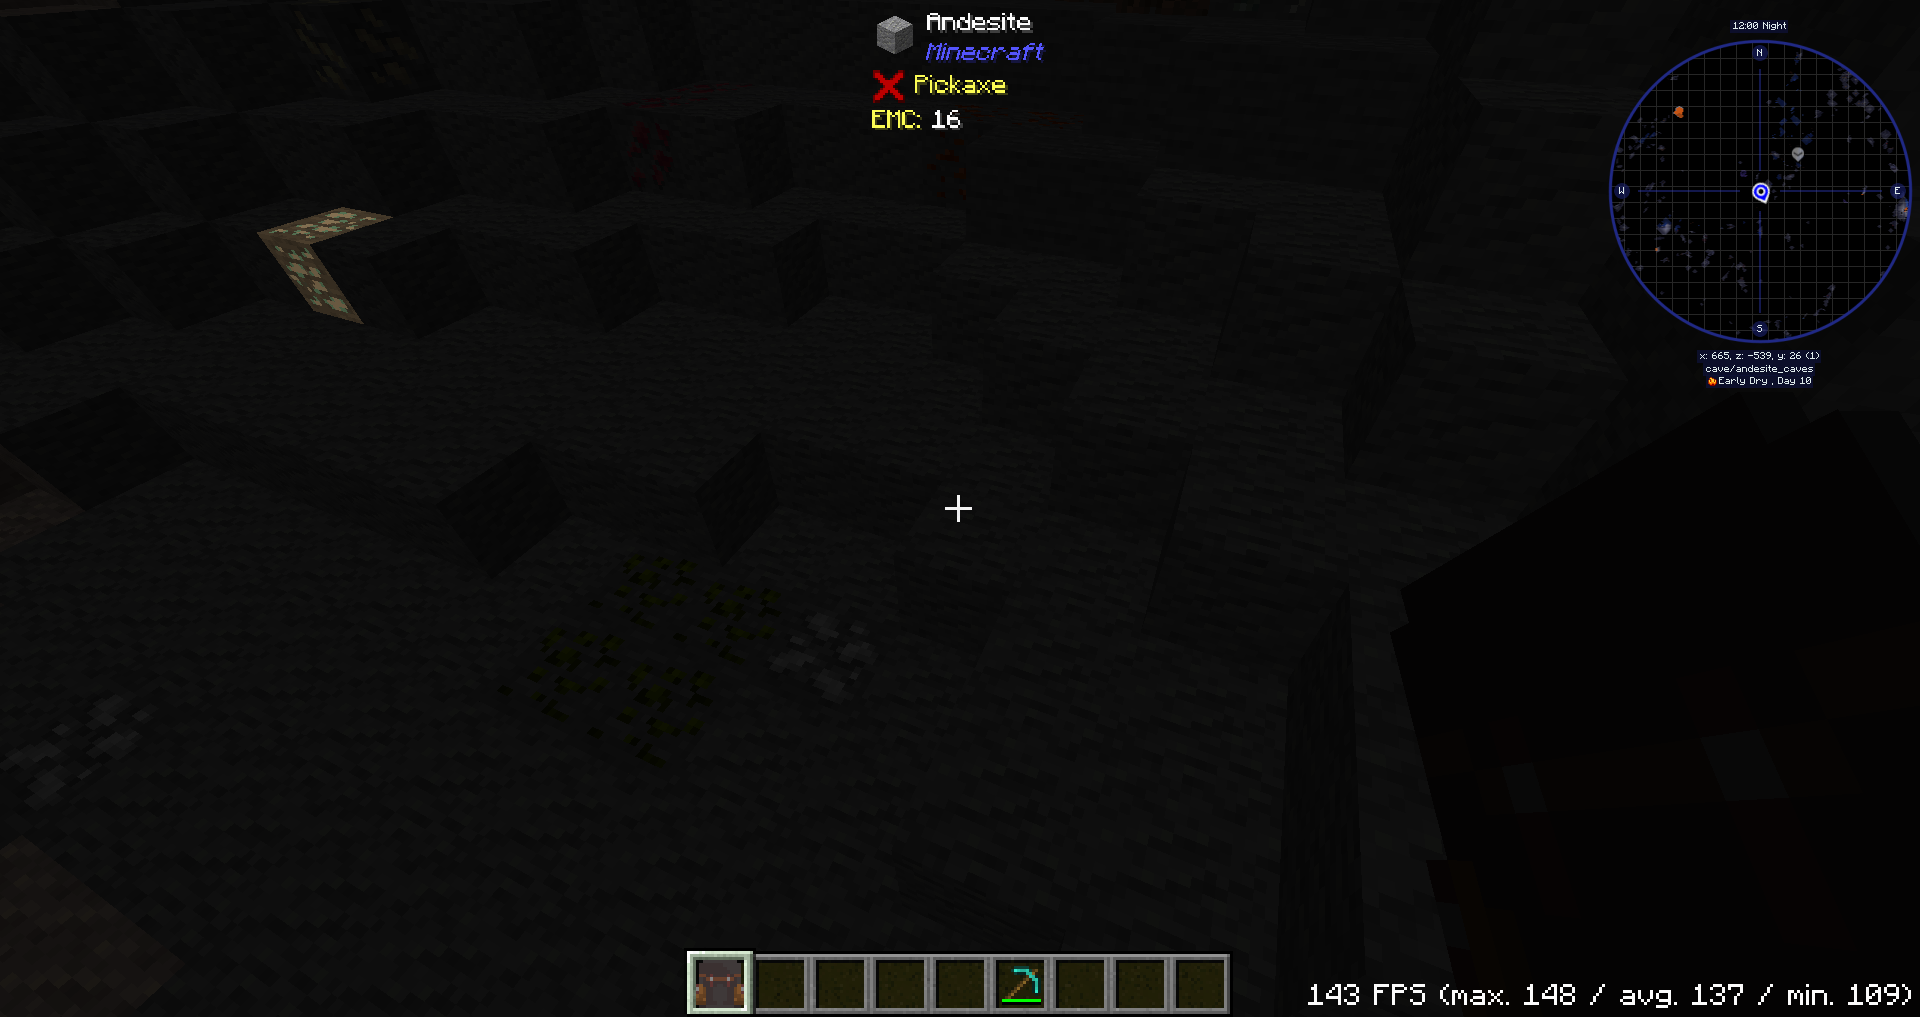 Andesite
Minecraft
Pickaxe
EMC: 16
12:00 Night
N
W
E
S
x: 665, z: -539, y: 26 (1)
cave/andesite_caves
Early Dry , Day 10
143 FPS (max. 148 / avg. 137 / min. 109)